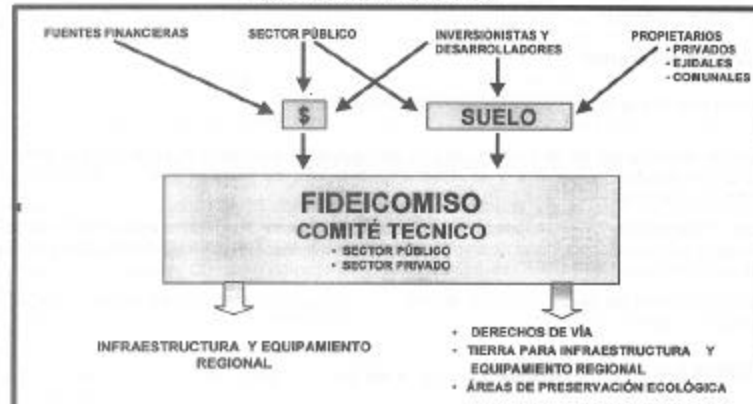 FUENTES FINANCIERAS
SECTOR PÚBLICO
INVERSIONISTAS Y
DESARROLLADORES
PROPIETARIOS
- PRIVADOS
- EJIDALES
- COMUNALES
$
SUELO
FIDEICOMISO
COMITÉ TECNICO
• SECTOR PÚBLICO
• SECTOR PRIVADO
INFRAESTRUCTURA Y EQUIPAMIENTO
REGIONAL
• DERECHOS DE VÍA
• TIERRA PARA INFRAESTRUCTURA Y
EQUIPAMIENTO REGIONAL
• ÁREAS DE PRESERVACIÓN ECOLÓGICA